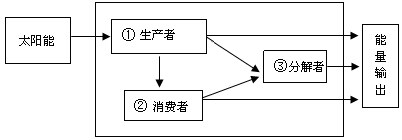 太阳能
① 生产者
② 消费者
③分解者
能
量
输
出